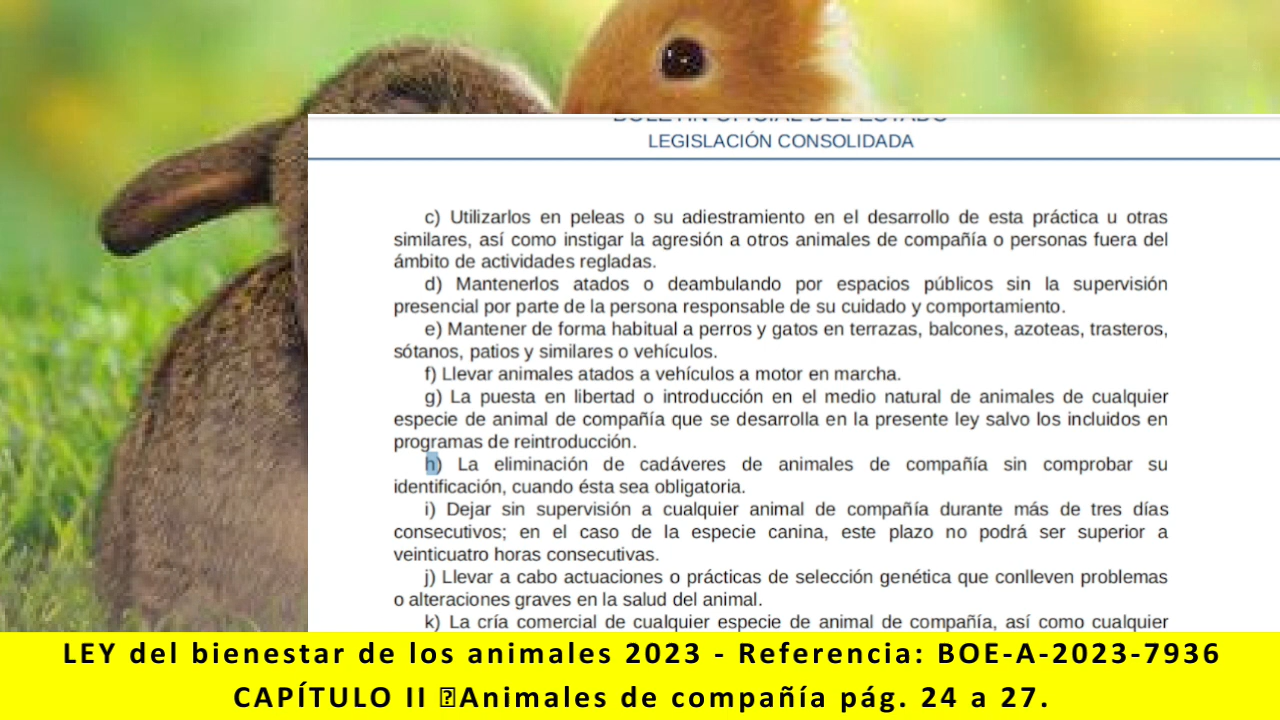 BOLETÍN OFICIAL DEL ESTADO
LEGISLACIÓN CONSOLIDADA
c) Utilizarlos en peleas o su adiestramiento en el desarrollo de esta práctica u otras
similares, así como instigar la agresión a otros animales de compañía o personas fuera del
ámbito de actividades regladas.
d) Mantenerlos atados o deambulando por espacios públicos sin la supervisión
presencial por parte de la persona responsable de su cuidado y comportamiento.
e) Mantener de forma habitual a perros y gatos en terrazas, balcones, azoteas, trasteros,
sótanos, patios y similares o vehículos.
f) Llevar animales atados a vehículos a motor en marcha.
g) La puesta en libertad o introducción en el medio natural de animales de cualquier
especie de animal de compañía que se desarrolla en la presente ley salvo los incluidos en
programas de reintroducción.
h) La eliminación de cadáveres de animales de compañía sin comprobar su
identificación, cuando ésta sea obligatoria.
i) Dejar sin supervisión a cualquier animal de compañía durante más de tres días
consecutivos; en el caso de la especie canina, este plazo no podrá ser superior a
veinticuatro horas consecutivas.
j) Llevar a cabo actuaciones o prácticas de selección genética que conlleven problemas
o alteraciones graves en la salud del animal.
k) La cría comercial de cualquier especie de animal de compañía, así como cualquier
LEY del bienestar de los animales 2023 - Referencia: BOE-A-2023-7936
CAPÍTULO II Animales de compañía pág. 24 a 27.